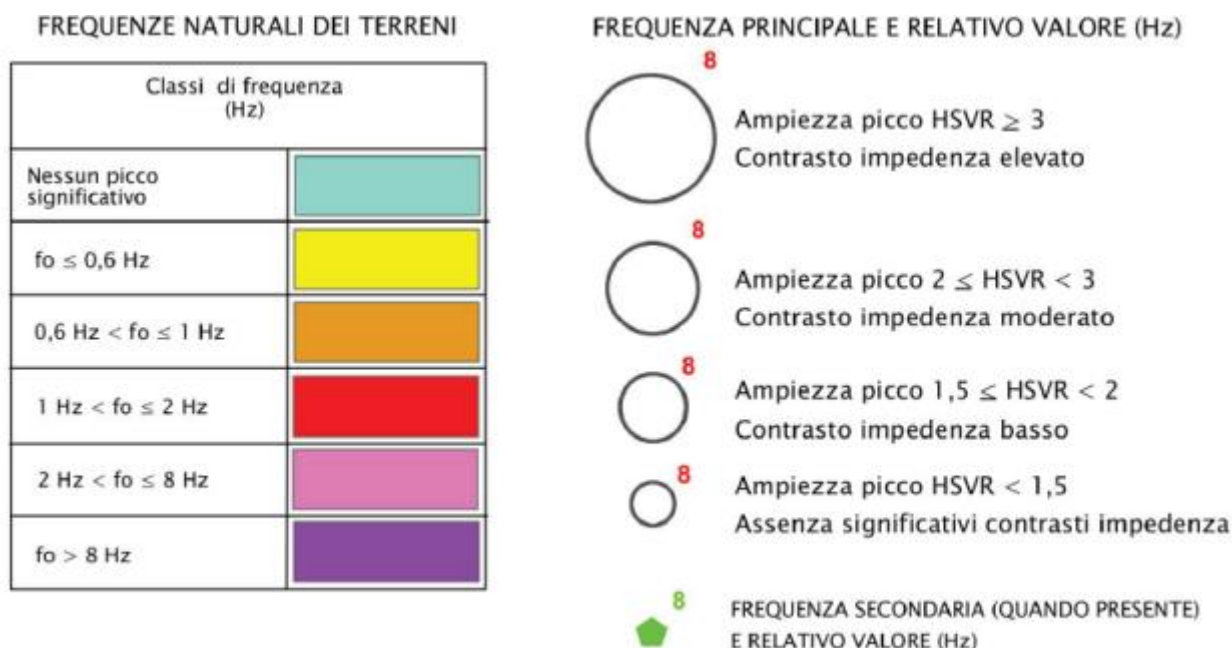 FREQUENZE NATURALI DEI TERRENI
Classi di frequenza
(Hz)
Nessun picco
significativo
fo ≤ 0,6 Hz
0,6 Hz < fo ≤ 1 Hz
1 Hz < fo ≤ 2 Hz
2 Hz < fo ≤ 8 Hz
fo > 8 Hz
FREQUENZA PRINCIPALE E RELATIVO VALORE (Hz)
8
Ampiezza picco HSVR ≥ 3
Contrasto impedenza elevato
8
Ampiezza picco 2 ≤ HSVR < 3
Contrasto impedenza moderato
8
Ampiezza picco 1,5 ≤ HSVR < 2
Contrasto impedenza basso
8
Ampiezza picco HSVR < 1,5
Assenza significativi contrasti impedenza
8
FREQUENZA SECONDARIA (QUANDO PRESENTE)
E RELATIVO VALORE (Hz)